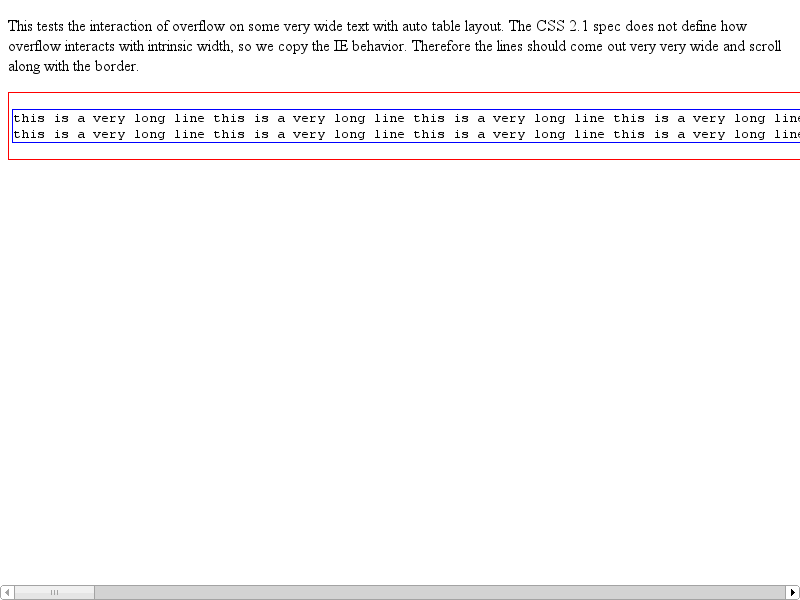 This tests the interaction of overflow on some very wide text with auto table layout. The CSS 2.1 spec does not define how
overflow interacts with intrinsic width, so we copy the IE behavior. Therefore the lines should come out very very wide and scroll
along with the border.
this is a very long line this is a very long line this is a very long line this is a very long line
this is a very long line this is a very long line this is a very long line this is a very long line